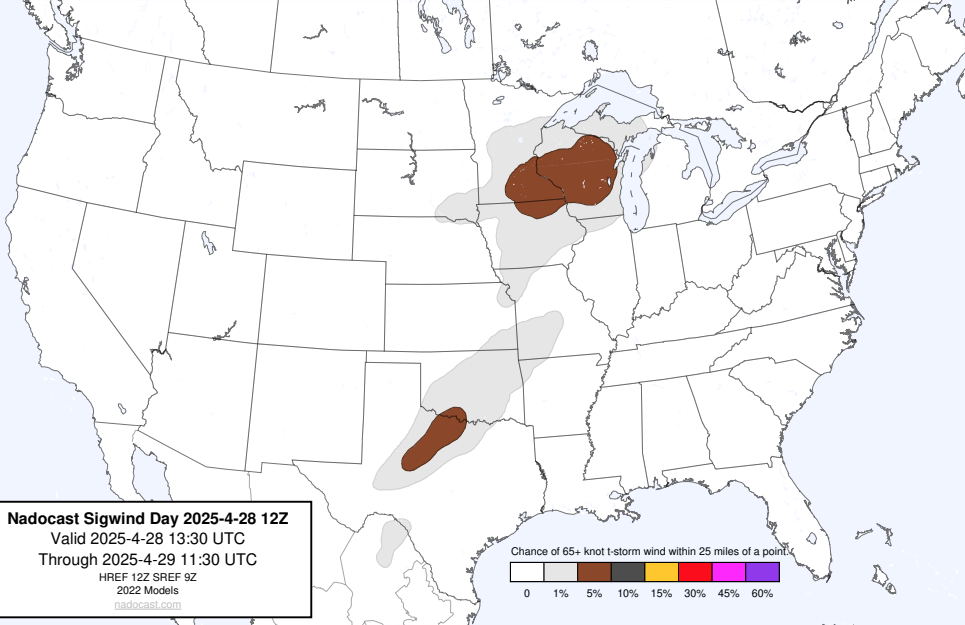 Nadocast Sigwind Day 2025-4-28 12Z
Valid 2025-4-28 13:30 UTC
Through 2025-4-29 11:30 UTC
HREF 12Z SREF 9Z
2022 Models
nadocast.com
Chance of 65+ knot t-storm wind within 25 miles of a point.
0 1% 5% 10% 15% 30% 45% 60%